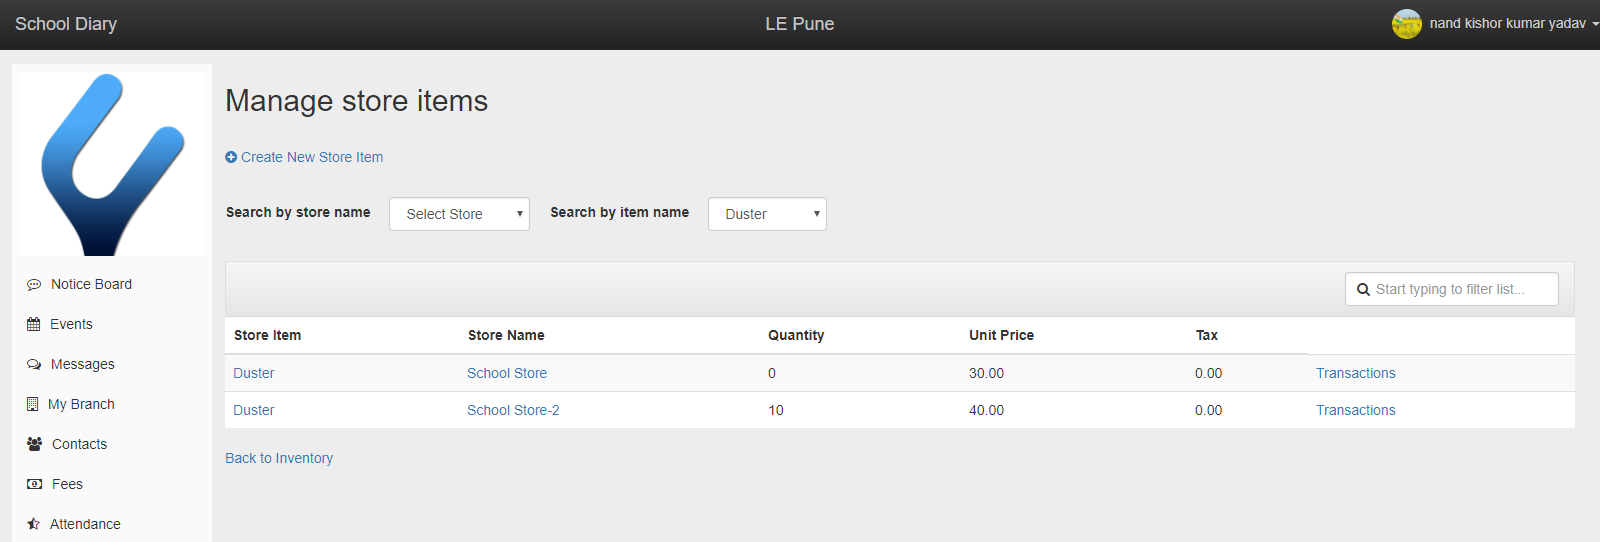 School Diary LE Pune nand kishor kumar yadav
Manage store items
Create New Store Item
Search by store name Select Store Search by item name Duster
Start typing to filter list...
Store Item Store Name Quantity Unit Price Tax
Duster School Store 0 30.00 0.00 Transactions
Duster School Store-2 10 40.00 0.00 Transactions
Back to Inventory
Notice Board
Events
Messages
My Branch
Contacts
Fees
Attendance